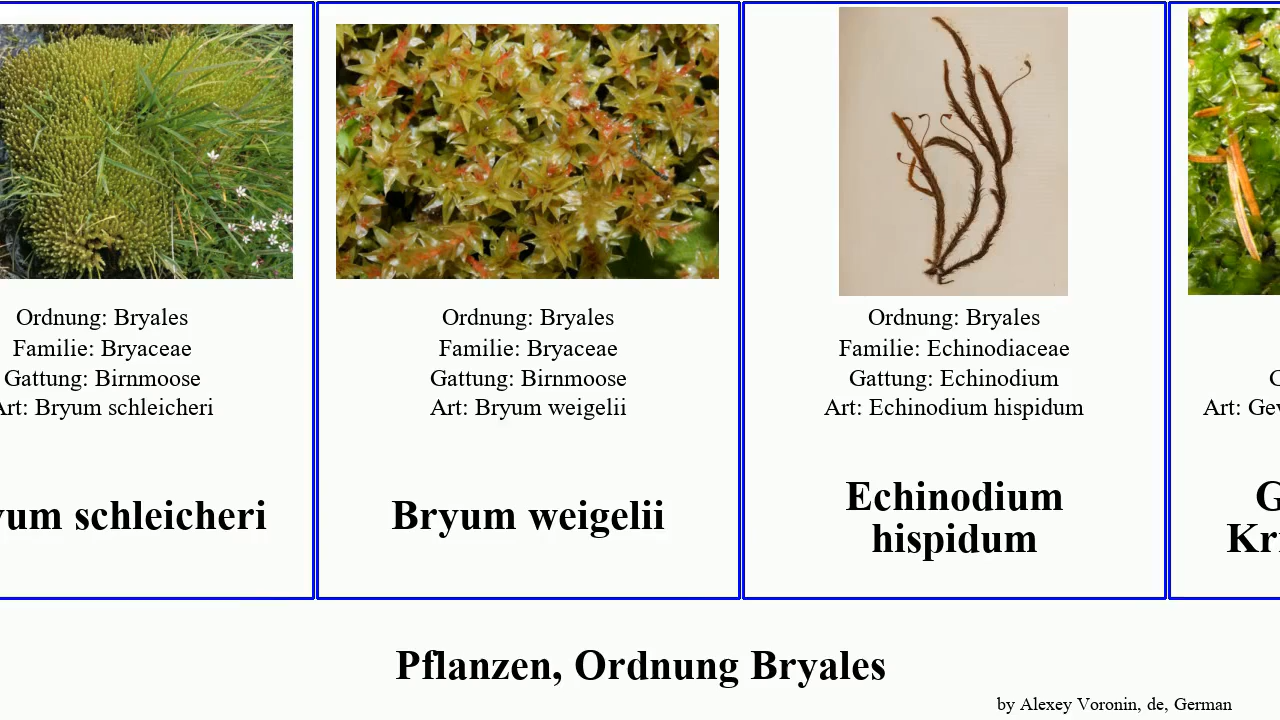 Ordnung: Bryales
Familie: Bryaceae
Gattung: Birnmoose
Art: Bryum schleicheri
schleicheri
Ordnung: Bryales
Familie: Bryaceae
Gattung: Birnmoose
Art: Bryum weigelii
Bryum weigelii
Ordnung: Bryales
Familie: Echinodiaceae
Gattung: Echinodium
Art: Echinodium hispidum
Echinodium
hispidum
Art:
Pflanzen, Ordnung Bryales
by Alexey Voronin, de, German